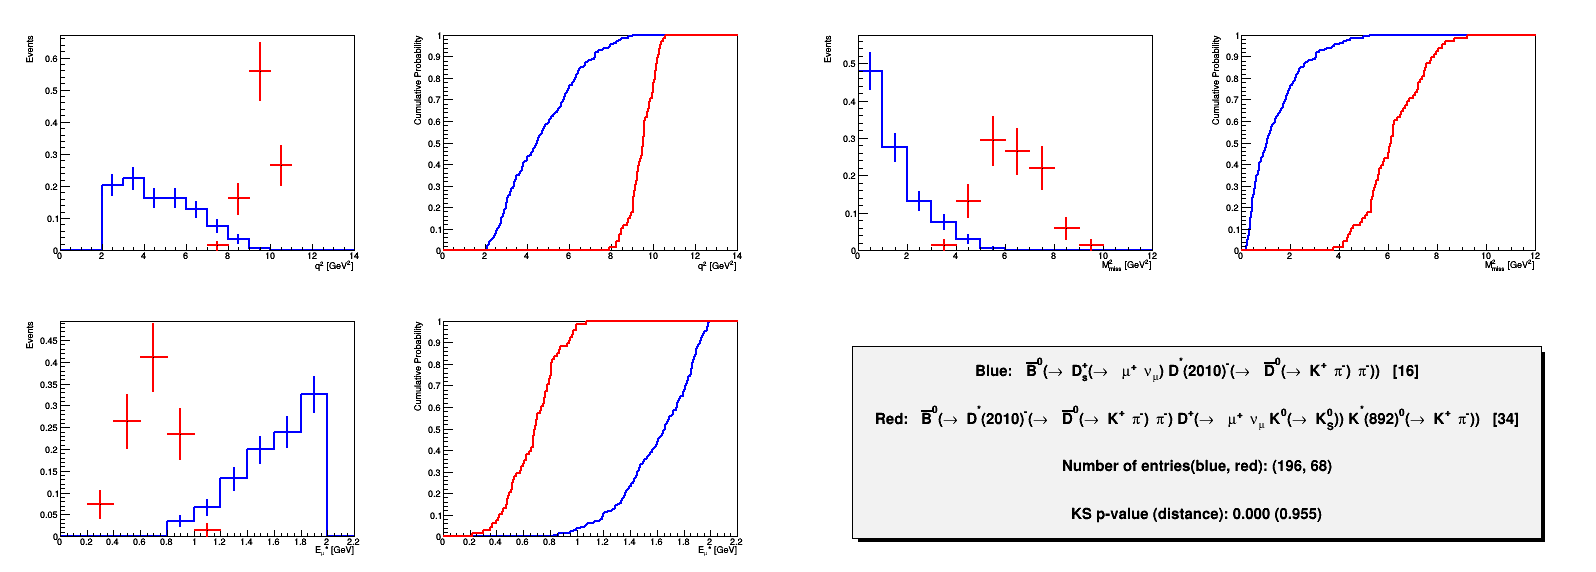 Events
0.6
0.5
0.4
0.3
0.2
0.1
0
0 2 4 6 8 10 12 14
q² [GeV²]
Cumulative Probability
1
0.9
0.8
0.7
0.6
0.5
0.4
0.3
0.2
0.1
0
0 2 4 6 8 10 12 14
q² [GeV²]
Events
0.5
0.4
0.3
0.2
0.1
0
0 2 4 6 8 10 12
M²miss [GeV²]
Cumulative Probability
1
0.9
0.8
0.7
0.6
0.5
0.4
0.3
0.2
0.1
0
0 2 4 6 8 10 12
M²miss [GeV²]
Events
0.45
0.4
0.35
0.3
0.25
0.2
0.15
0.1
0.05
0
0 0.2 0.4 0.6 0.8 1 1.2 1.4 1.6 1.8 2 2.2
Eμ* [GeV]
Cumulative Probability
1
0.9
0.8
0.7
0.6
0.5
0.4
0.3
0.2
0.1
0
0 0.2 0.4 0.6 0.8 1 1.2 1.4 1.6 1.8 2 2.2
Eμ* [GeV]
Blue: B̅⁰(→ Dₛ⁺(→ μ⁺ νμ) D*(2010)⁻(→ D̅⁰(→ K⁺ π⁻) π⁻)) [16]
Red: B̅⁰(→ D*(2010)⁻(→ D̅⁰(→ K⁺ π⁻) π⁻) D⁺(→ μ⁺ νμ K⁰(→ K⁰S)) K*(892)⁰(→ K⁺ π⁻)) [34]
Number of entries(blue, red): (196, 68)
KS p-value (distance): 0.000 (0.955)